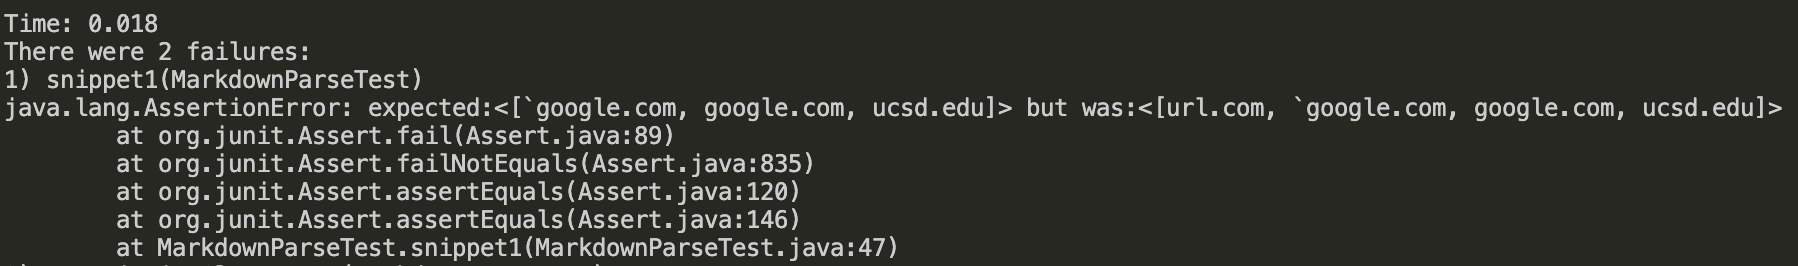 Time: 0.018
There were 2 failures:
1) snippet1(MarkdownParseTest)
java.lang.AssertionError: expected:<[`google.com, google.com, ucsd.edu]> but was:<[url.com, `google.com, google.com, ucsd.edu]>
        at org.junit.Assert.fail(Assert.java:89)
        at org.junit.Assert.failNotEquals(Assert.java:835)
        at org.junit.Assert.assertEquals(Assert.java:120)
        at org.junit.Assert.assertEquals(Assert.java:146)
        at MarkdownParseTest.snippet1(MarkdownParseTest.java:47)